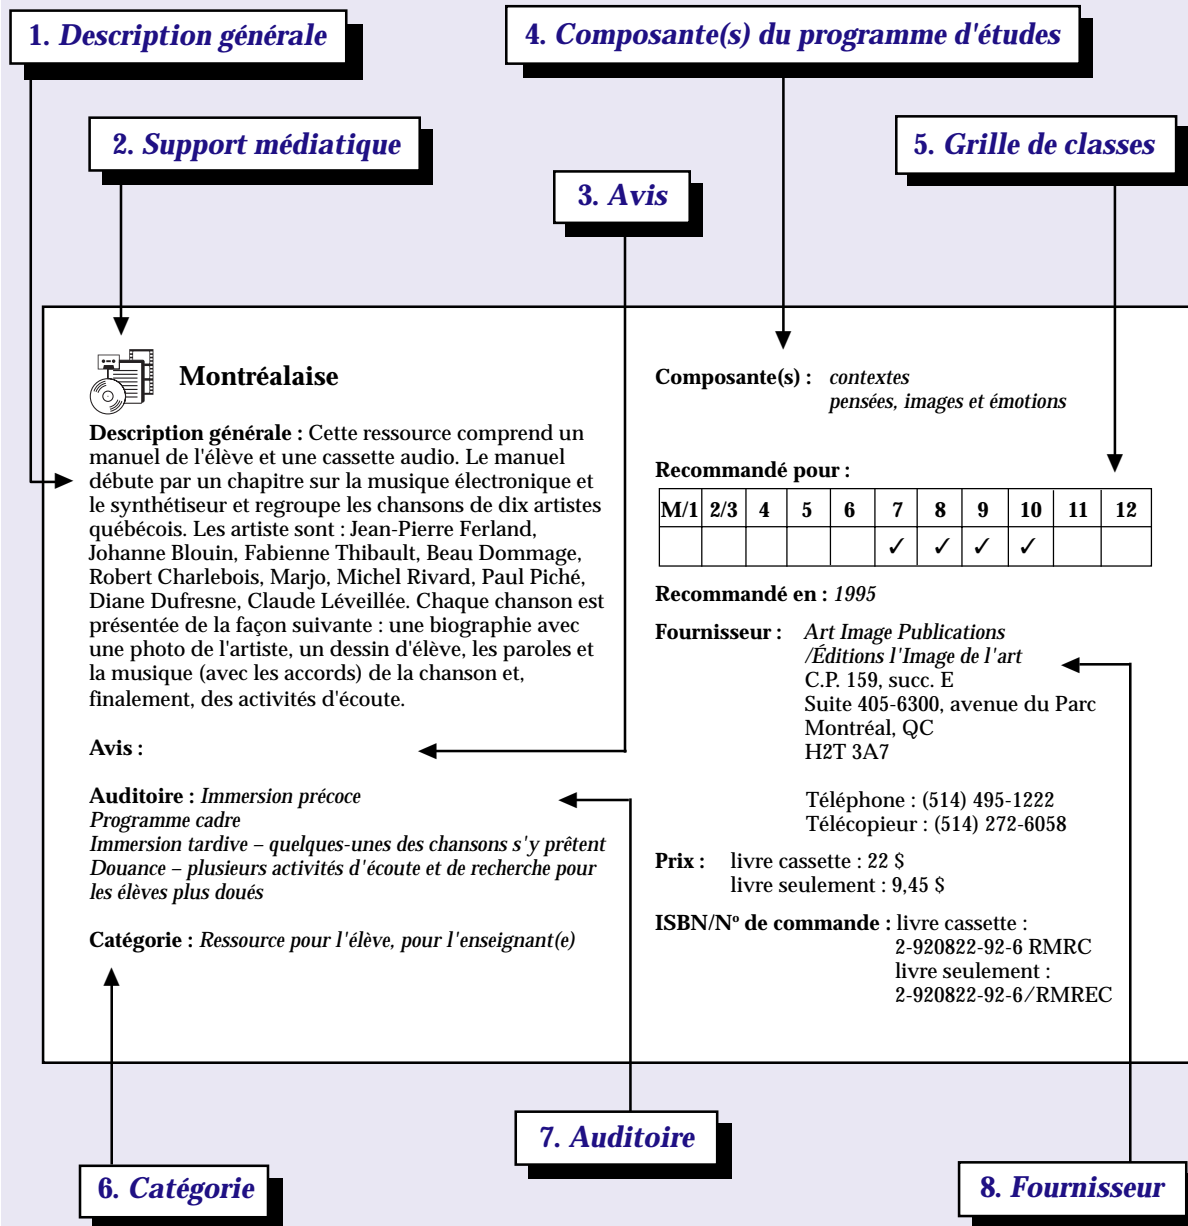 1. Description générale
4. Composante(s) du programme d'études
2. Support médiatique
5. Grille de classes
3. Avis
Montréalaise
Description générale : Cette ressource comprend un
manuel de l'élève et une cassette audio. Le manuel
débute par un chapitre sur la musique électronique et
le synthétiseur et regroupe les chansons de dix artistes
québécois. Les artiste sont : Jean-Pierre Ferland,
Johanne Blouin, Fabienne Thibault, Beau Dommage,
Robert Charlebois, Marjo, Michel Rivard, Paul Piché,
Diane Dufresne, Claude Léveillée. Chaque chanson est
présentée de la façon suivante : une biographie avec
une photo de l'artiste, un dessin d'élève, les paroles et
la musique (avec les accords) de la chanson et,
finalement, des activités d'écoute.
Avis :
Auditoire : Immersion précoce
Programme cadre
Immersion tardive – quelques-unes des chansons s'y prêtent
Douance – plusieurs activités d'écoute et de recherche pour
les élèves plus doués
Catégorie : Ressource pour l'élève, pour l'enseignant(e)
Composante(s) : contextes
pensées, images et émotions
Recommandé pour :
M/1 2/3 4 5 6 7 8 9 10 11 12
✓ ✓ ✓ ✓
Recommandé en : 1995
Fournisseur : Art Image Publications
/Éditions l'Image de l'art
C.P. 159, succ. E
Suite 405-6300, avenue du Parc
Montréal, QC
H2T 3A7
Téléphone : (514) 495-1222
Télécopieur : (514) 272-6058
Prix : livre cassette : 22 $
livre seulement : 9,45 $
ISBN/Nº de commande : livre cassette :
2-920822-92-6 RMRC
livre seulement :
2-920822-92-6/RMREC
7. Auditoire
6. Catégorie
8. Fournisseur